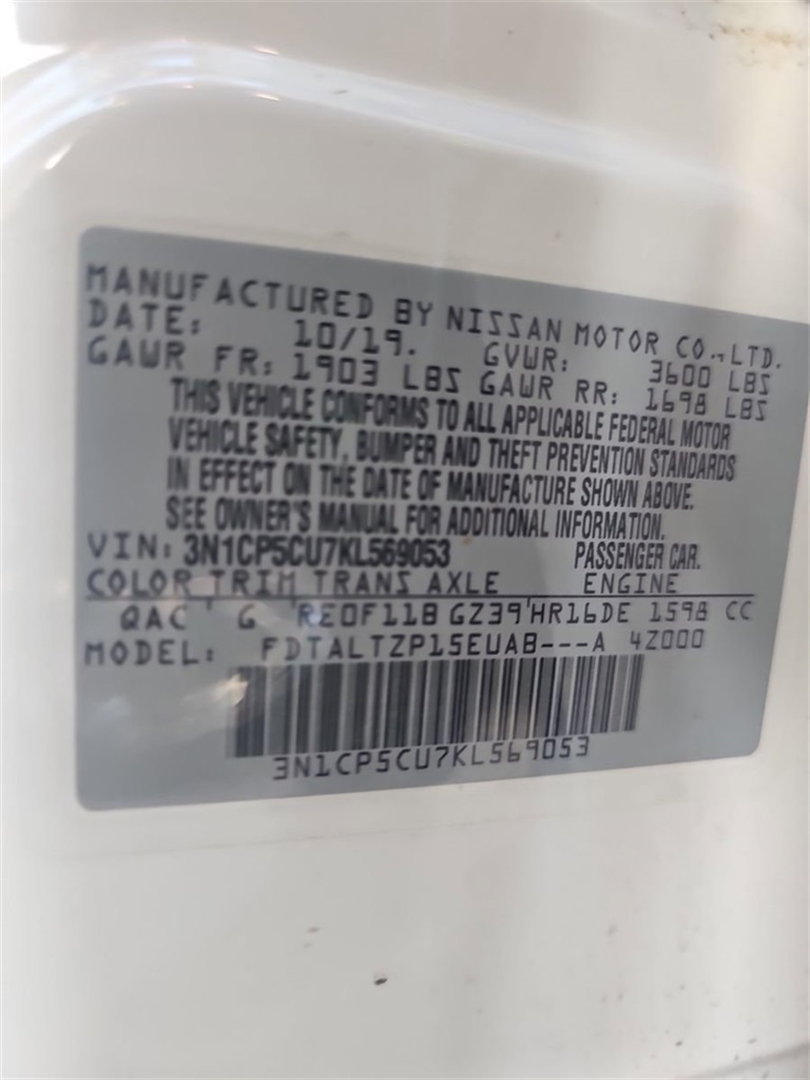 MANUFACTURED BY NISSAN MOTOR CO.,LTD.
DATE: 10/19. GVWR: 3600 LBS
GAWR FR: 1903 LBS GAWR RR: 1698 LBS
THIS VEHICLE CONFORMS TO ALL APPLICABLE FEDERAL MOTOR
VEHICLE SAFETY, BUMPER AND THEFT PREVENTION STANDARDS
IN EFFECT ON THE DATE OF MANUFACTURE SHOWN ABOVE.
SEE OWNER'S MANUAL FOR ADDITIONAL INFORMATION.
VIN: 3N1CP5CU7KL569053 PASSENGER CAR.
COLOR TRIM TRANS AXLE ENGINE
QAC ' G 'RE0F11B GZ39'HR16DE 1598 CC
MODEL: FDTALTZP15EUAB---A 4Z000
3N1CP5CU7KL569053